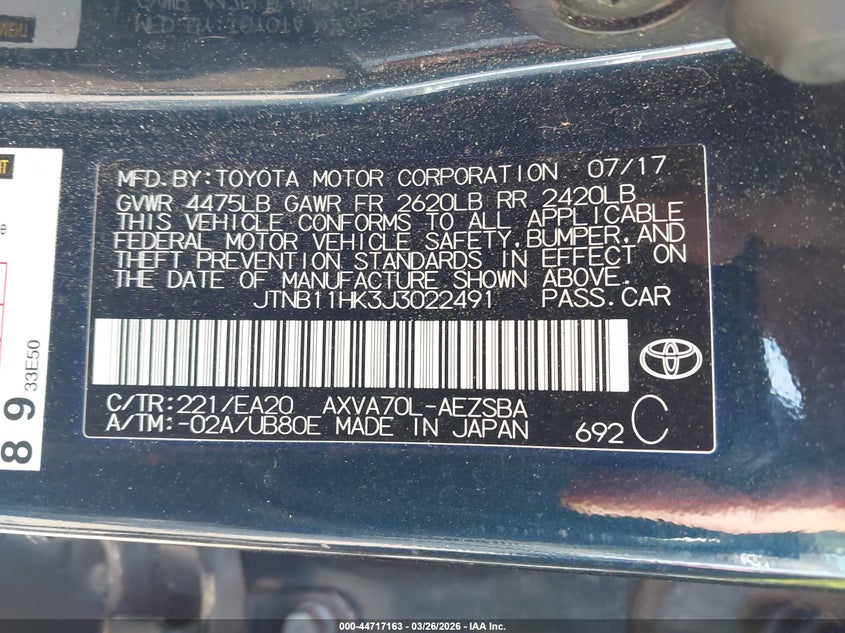 MFD.BY:TOYOTA MOTOR CORPORATION 07/17
GVWR 4475LB GAWR FR 2620LB RR 2420LB
THIS VEHICLE CONFORMS TO ALL APPLICABLE
FEDERAL MOTOR VEHICLE SAFETY,BUMPER,AND
THEFT PREVENTION STANDARDS IN EFFECT ON
THE DATE OF MANUFACTURE SHOWN ABOVE.
JTNB11HK3J3022491 PASS.CAR
C/TR:221/EA20 AXVA70L-AEZSBA
A/TM:-02A/UB80E MADE IN JAPAN 692 C
89 33E50
000-44717163 - 03/26/2026 - IAA Inc.